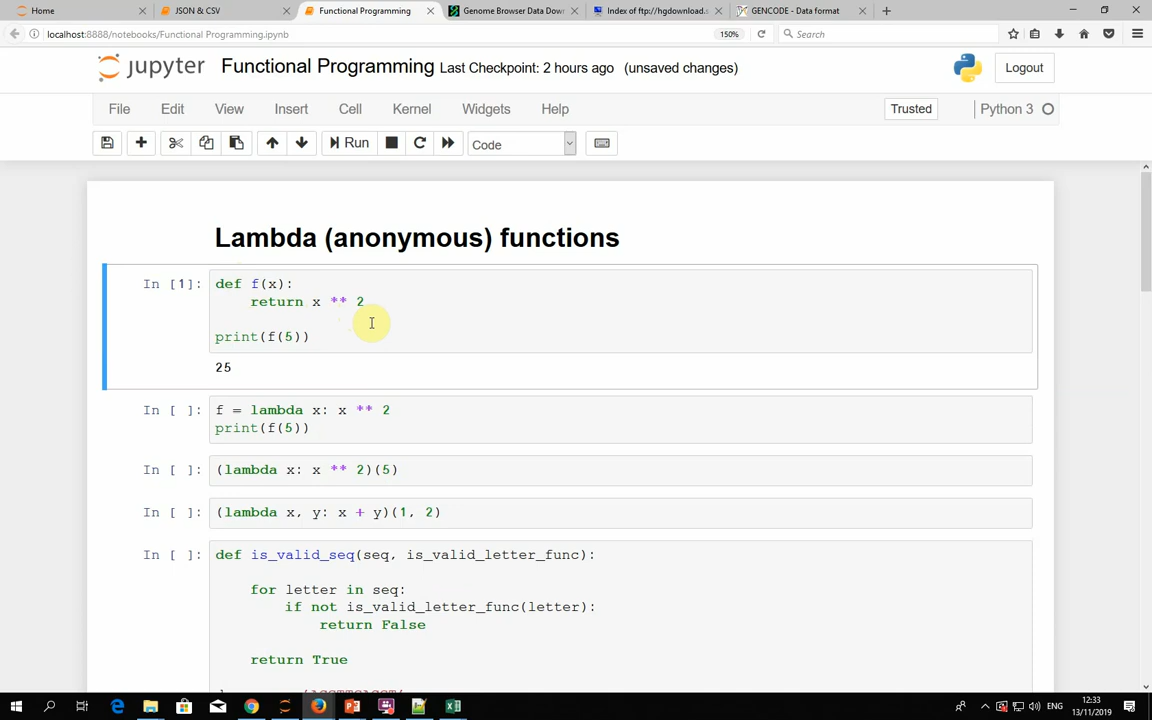 Home
JSON & CSV
Functional Programming
Genome Browser Data Dow
Index of ftp://hgdownload.s
GENCODE - Data format
localhost:8888/notebooks/Functional Programming.ipynb
150%
Search
jupyter Functional Programming Last Checkpoint: 2 hours ago (unsaved changes)
Logout
File Edit View Insert Cell Kernel Widgets Help
Trusted
Python 3
Run
Code
Lambda (anonymous) functions
In [1]: def f(x):
return x ** 2
print(f(5))
25
In [ ]: f = lambda x: x ** 2
print(f(5))
In [ ]: (lambda x: x ** 2)(5)
In [ ]: (lambda x, y: x + y)(1, 2)
In [ ]: def is_valid_seq(seq, is_valid_letter_func):
for letter in seq:
if not is_valid_letter_func(letter):
return False
return True
ENG
12:33
13/11/2019